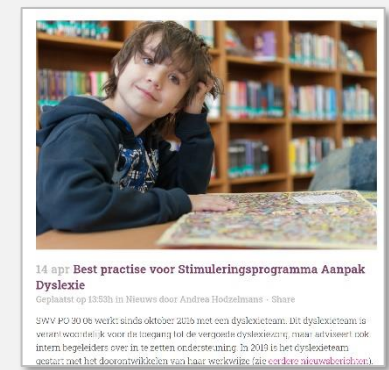 14 apr Best practise voor Stimuleringsprogramma Aanpak
Dyslexie
Geplaatst op 13:53h in Nieuws door Andrea Hodzelmans - Share
SWV PO 30 06 werkt sinds oktober 2016 met een dyslexieteam. Dit dyslexieteam is
verantwoordelijk voor de toegang tot de vergoede dyslexiezorg, maar adviseert ook
intern begeleiders over in te zetten ondersteuning. In 2019 is het dyslexieteam
gestart met het doorontwikkelen van haar werkwijze (zie eerdere nieuwsberichten).